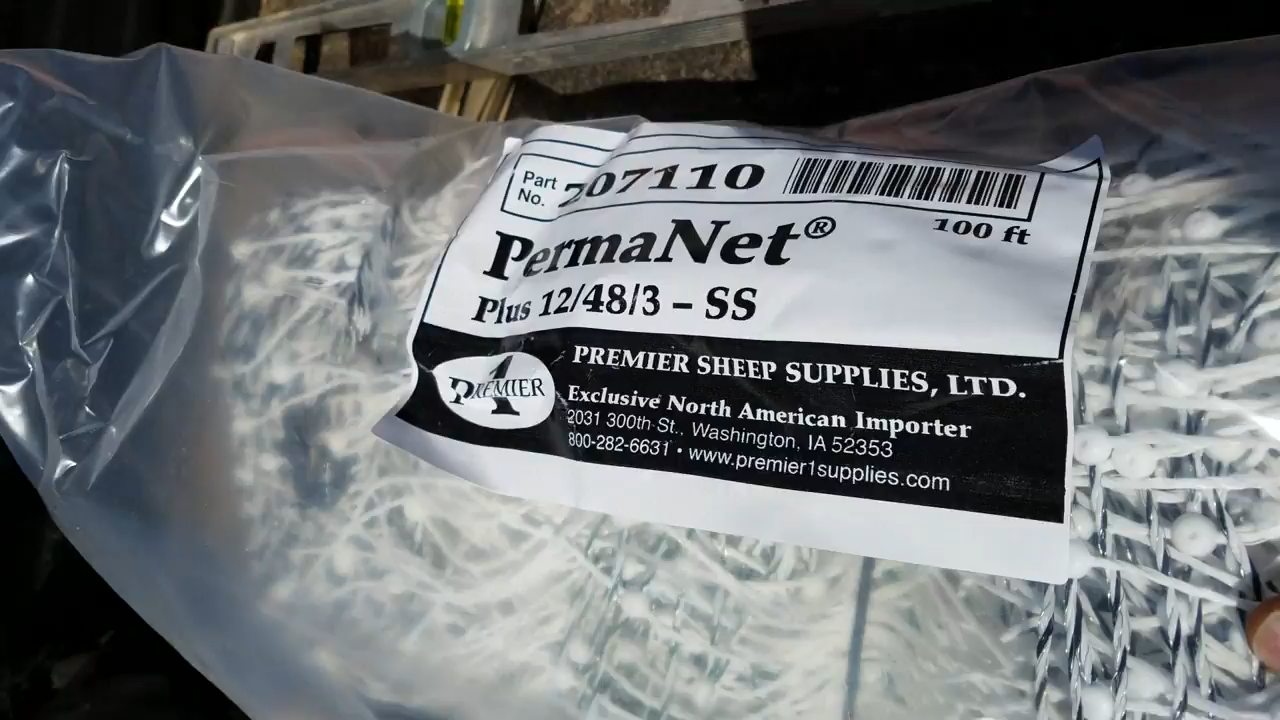 Part No. 207110
100 ft
PermaNet®
Plus 12/48/3 – SS
PREMIER 1
PREMIER SHEEP SUPPLIES, LTD.
Exclusive North American Importer
2031 300th St., Washington, IA 52353
800-282-6631 • www.premier1supplies.com